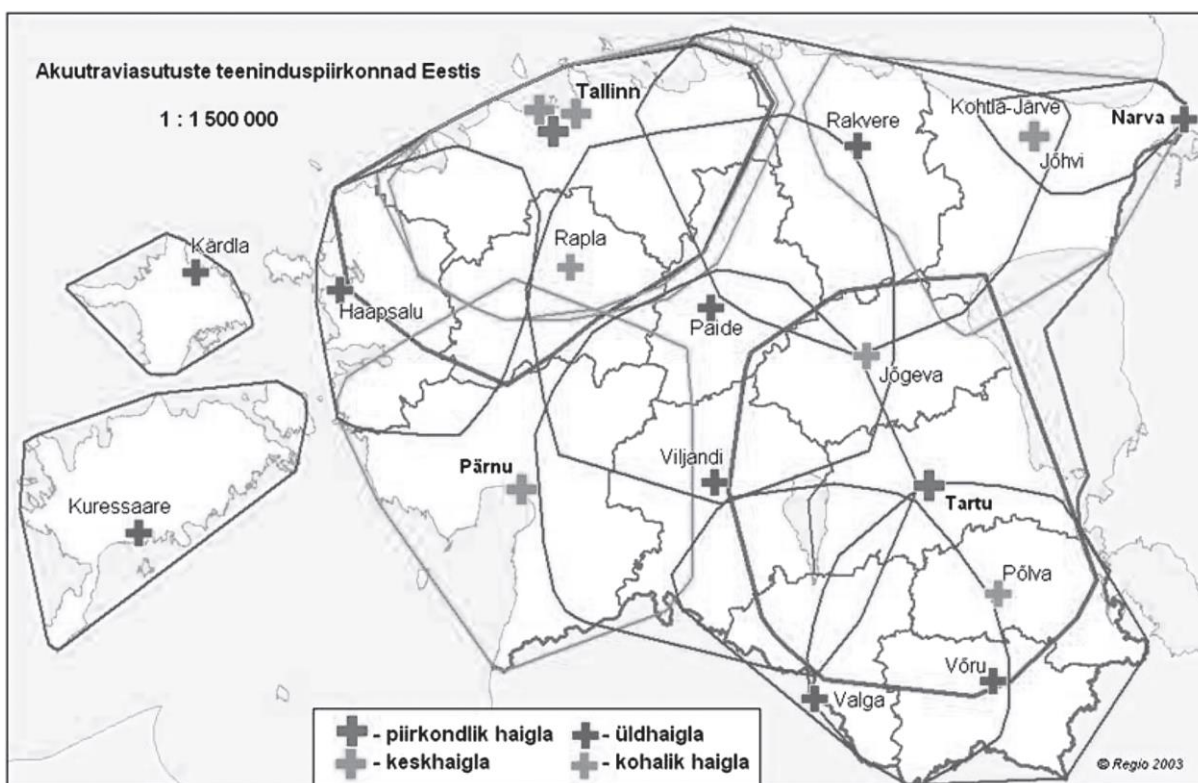 Akuutraviasutuste teeninduspiirkonnad Eestis
1 : 1 500 000
Tallinn
Kohtla-Järve
Rakvere
Narva
Jõhvi
Kärdla
Rapla
Haapsalu
Paide
Jõgeva
Pärnu
Viljandi
Kuressaare
Tartu
Põlva
Võru
Valga
- piirkondlik haigla
- üldhaigla
- keskhaigla
- kohalik haigla
© Regio 2003